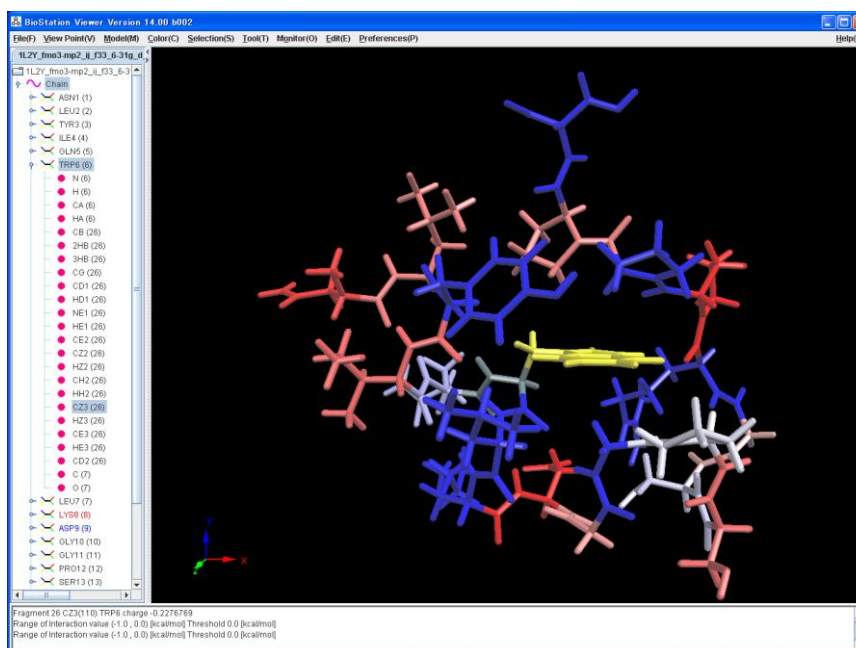 BioStation Viewer Version 14.00 b002
File(F) View Point(V) Model(M) Color(C) Selection(S) Tool(T) Monitor(O) Edit(E) Preferences(P) Help(
1L2Y_fmo3-mp2_ij_f33_6-31g_d_
1L2Y_fmo3-mp2_ij_f33_6-31
Chain
ASN1 (1)
LEU2 (2)
TYR3 (3)
ILE4 (4)
GLN5 (5)
TRP6 (6)
N (6)
H (6)
CA (6)
HA (6)
CB (26)
2HB (26)
3HB (26)
CG (26)
CD1 (26)
HD1 (26)
NE1 (26)
HE1 (26)
CE2 (26)
CZ2 (26)
HZ2 (26)
CH2 (26)
HH2 (26)
CZ3 (26)
HZ3 (26)
CE3 (26)
HE3 (26)
CD2 (26)
C (7)
O (7)
LEU7 (7)
LYS8 (8)
ASP9 (9)
GLY10 (10)
GLY11 (11)
PRO12 (12)
SER13 (13)
Y
X
Z
Fragment 26 CZ3(110) TRP6 charge -0.2276769
Range of Interaction value (-1.0 , 0.0) [kcal/mol] Threshold 0.0 [kcal/mol]
Range of Interaction value (-1.0 , 0.0) [kcal/mol] Threshold 0.0 [kcal/mol]